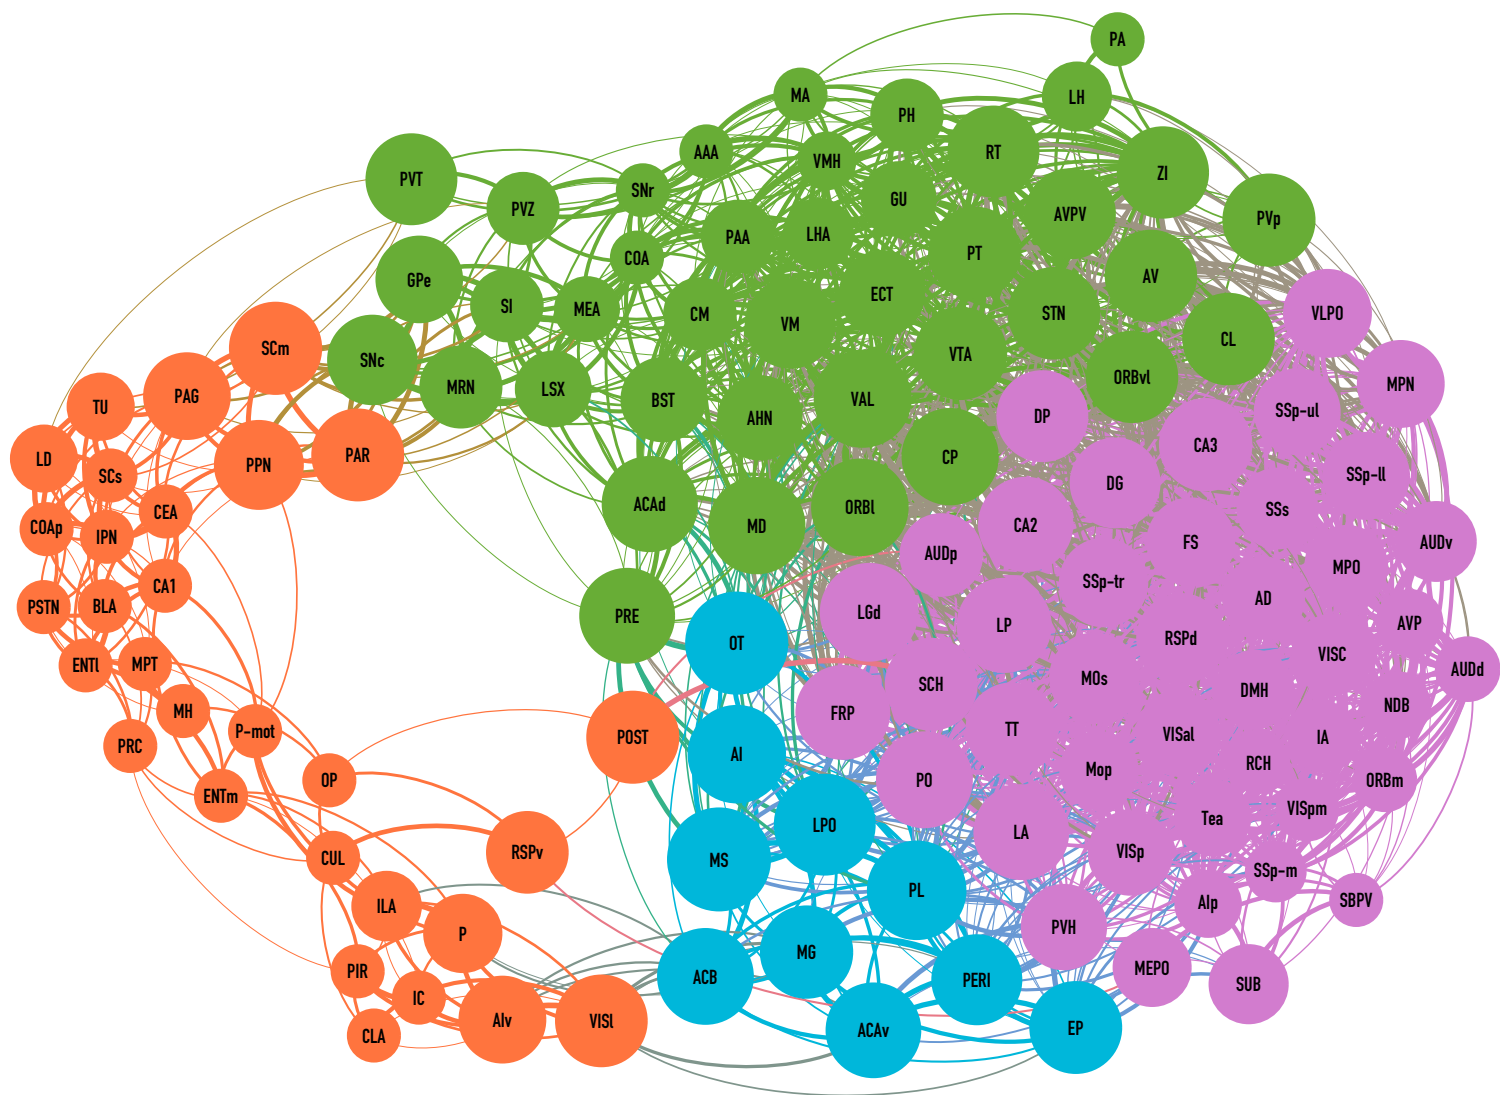 PA
MA
LH
PH
AAA
VMH
RT
ZI
PVT
SNr
PVZ
GU
AVPV
PVp
PAA
LHA
COA
PT
GPe
ECT
AV
SI
MEA
CM
VM
STN
VLPO
SCm
SNc
VTA
CL
MRN
LSX
ORBvl
MPN
TU
PAG
BST
AHN
VAL
DP
SSp-ul
CA3
LD
SCs
PPN
PAR
CP
DG
SSp-ll
ACAd
MD
ORBl
SSs
CEA
COAp
IPN
AUDp
CA2
FS
AUDv
MPO
CA1
SSp-tr
PSTN
BLA
PRE
LGd
LP
AD
AVP
OT
RSPd
VISC
ENTl
MPT
SCH
MOs
DMH
AUDd
MH
FRP
NDB
PRC
P-mot
POST
AI
TT
VISal
IA
OP
ENTm
PO
Mop
RCH
ORBm
LPO
LA
Tea
VISpm
CUL
RSPv
MS
VISp
SSp-m
ILA
PL
AIp
SBPV
P
PVH
PIR
IC
ACB
MG
PERI
MEPO
SUB
CLA
AIv
VISl
ACAv
EP